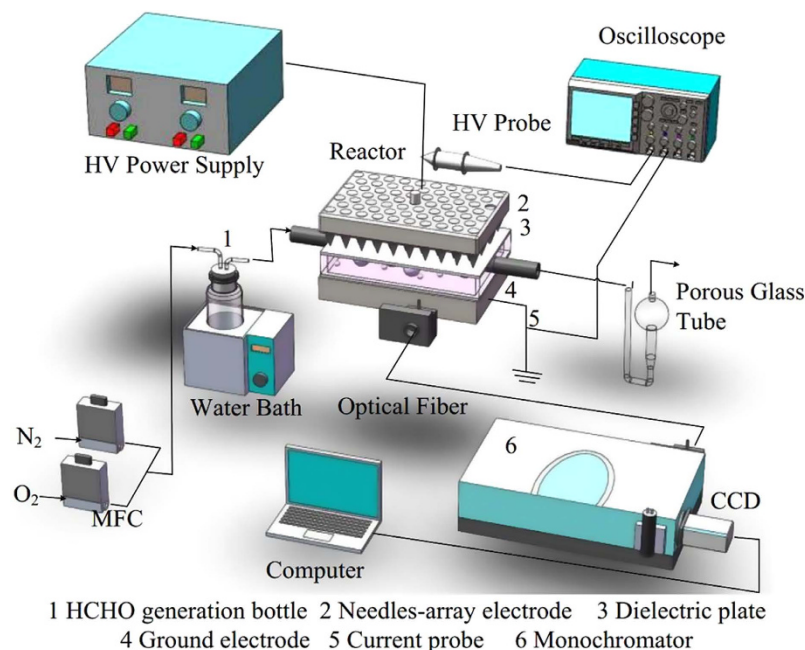 Oscilloscope
HV Probe
HV Power Supply
Reactor
2
3
1
4
5
Porous Glass
Tube
Water Bath
Optical Fiber
N2
6
O2
MFC
CCD
Computer
1 HCHO generation bottle 2 Needles-array electrode 3 Dielectric plate
4 Ground electrode 5 Current probe 6 Monochromator